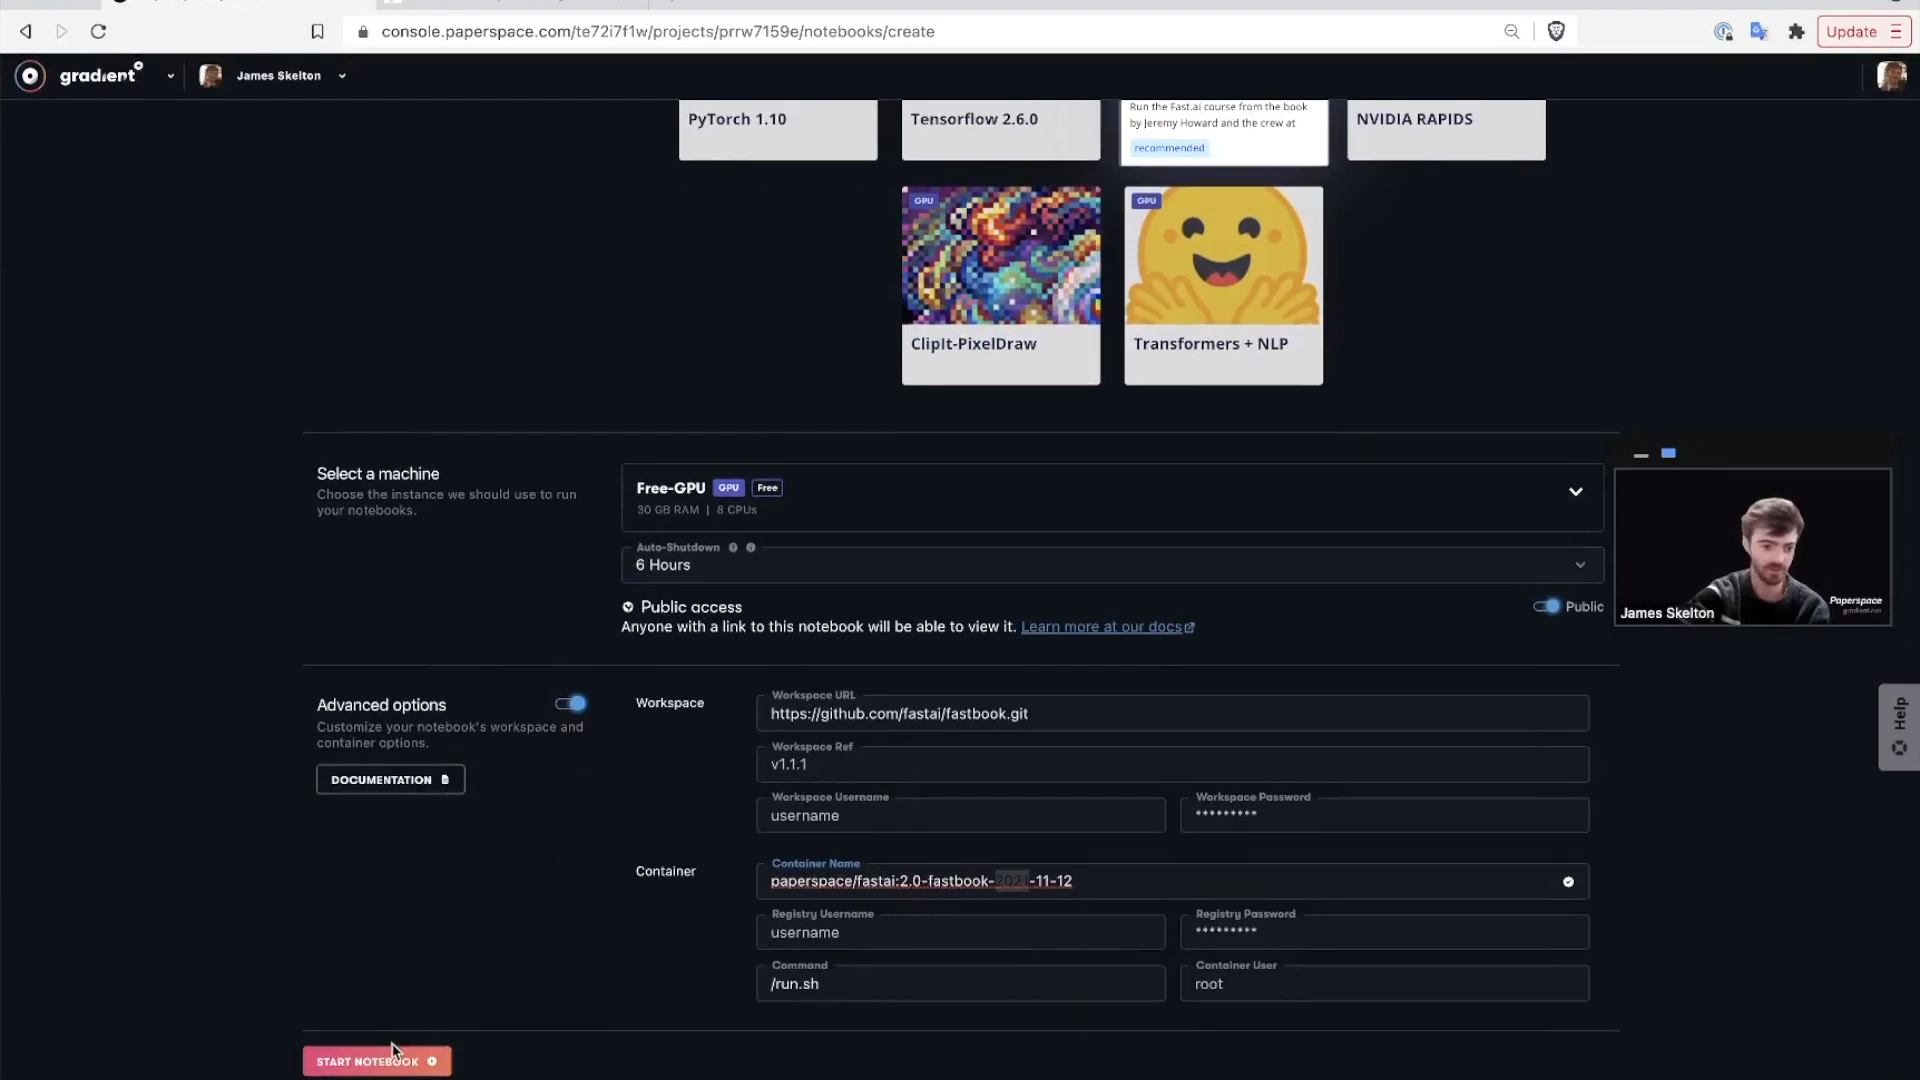 console.paperspace.com/te72i7f1w/projects/prrw7159e/notebooks/create
Update
gradient
James Skelton
PyTorch 1.10
Tensorflow 2.6.0
Run the Fast.ai course from the book
by Jeremy Howard and the crew at
recommended
NVIDIA RAPIDS
GPU
GPU
ClipIt-PixelDraw
Transformers + NLP
Select a machine
Choose the instance we should use to run
your notebooks.
Free-GPU GPU Free
30 GB RAM | 8 CPUs
Auto-Shutdown
6 Hours
Public access
Public
Anyone with a link to this notebook will be able to view it. Learn more at our docs
Paperspace
gradient.run
James Skelton
Advanced options
Customize your notebook's workspace and
container options.
DOCUMENTATION
Workspace
Workspace URL
https://github.com/fastai/fastbook.git
Workspace Ref
v1.1.1
Workspace Username
username
Workspace Password
*********
Container
Container Name
paperspace/fastai:2.0-fastbook-2021-11-12
Registry Username
username
Registry Password
*********
Command
/run.sh
Container User
root
Help
START NOTEBOOK